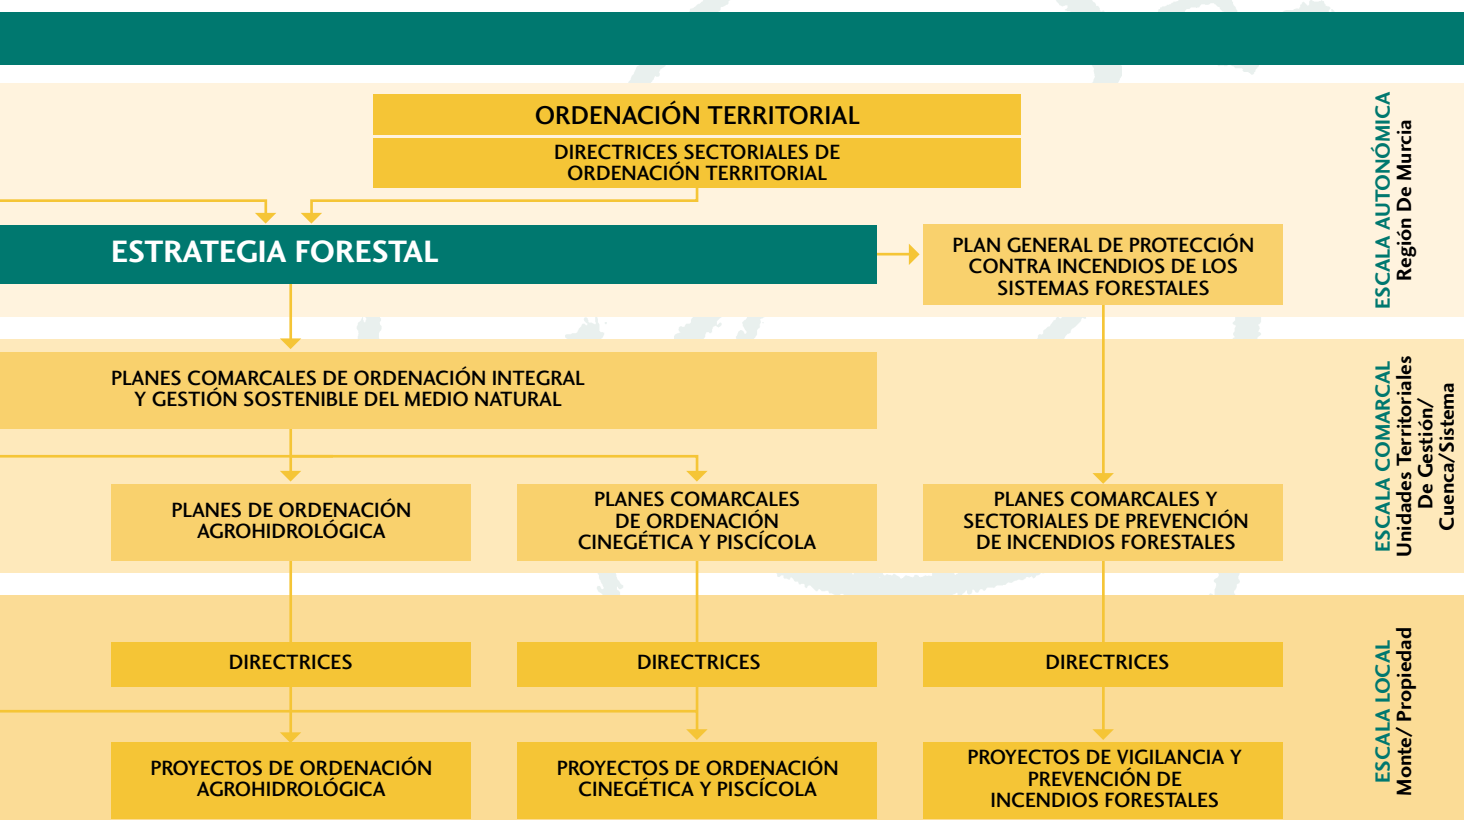 ORDENACIÓN TERRITORIAL
DIRECTRICES SECTORIALES DE
ORDENACIÓN TERRITORIAL
ESTRATEGIA FORESTAL
PLAN GENERAL DE PROTECCIÓN
CONTRA INCENDIOS DE LOS
SISTEMAS FORESTALES
ESCALA AUTONÓMICA
Región De Murcia
PLANES COMARCALES DE ORDENACIÓN INTEGRAL
Y GESTIÓN SOSTENIBLE DEL MEDIO NATURAL
PLANES DE ORDENACIÓN
AGROHIDROLÓGICA
PLANES COMARCALES
DE ORDENACIÓN
CINEGÉTICA Y PISCÍCOLA
PLANES COMARCALES Y
SECTORIALES DE PREVENCIÓN
DE INCENDIOS FORESTALES
ESCALA COMARCAL
Unidades Territoriales
De Gestión/
Cuenca/Sistema
DIRECTRICES
DIRECTRICES
DIRECTRICES
PROYECTOS DE ORDENACIÓN
AGROHIDROLÓGICA
PROYECTOS DE ORDENACIÓN
CINEGÉTICA Y PISCÍCOLA
PROYECTOS DE VIGILANCIA Y
PREVENCIÓN DE
INCENDIOS FORESTALES
ESCALA LOCAL
Monte/ Propiedad